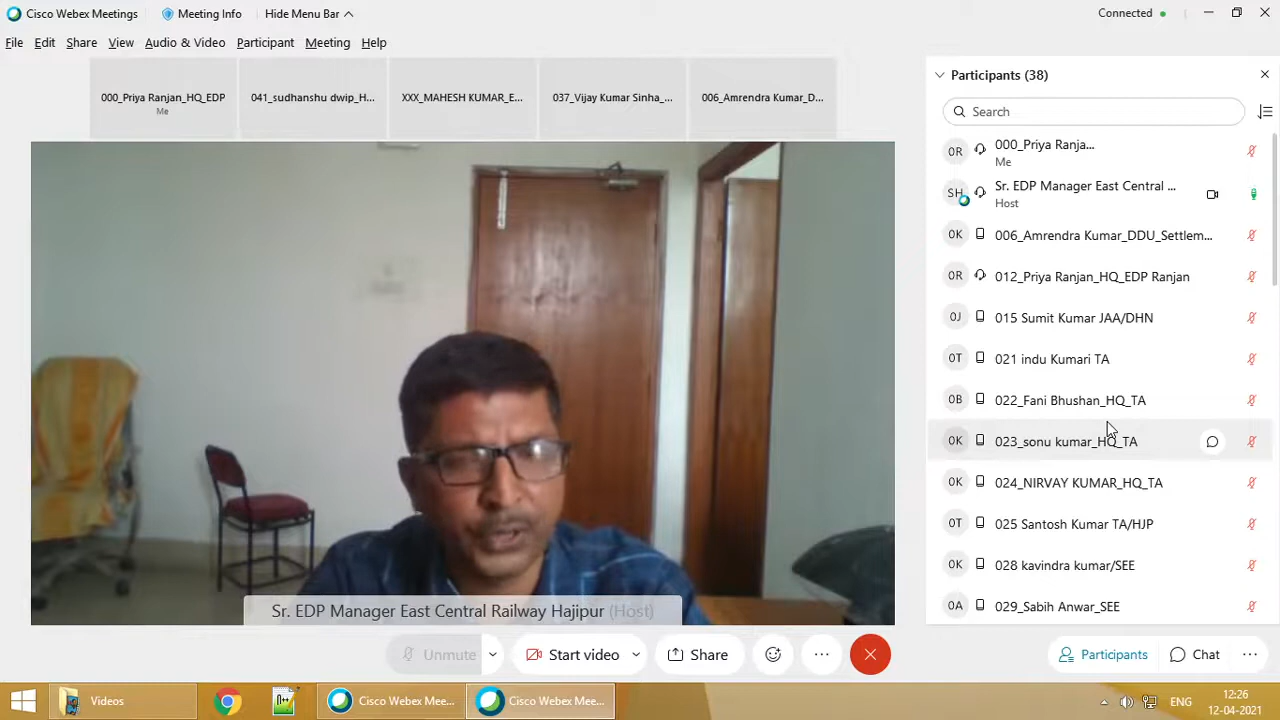 Cisco Webex Meetings
Meeting Info
Hide Menu Bar
Connected
File Edit Share View Audio & Video Participant Meeting Help
000_Priya Ranjan_HQ_EDP
Me
041_sudhanshu dwip_H...
XXX_MAHESH KUMAR_E...
037_Vijay Kumar Sinha_...
006_Amrendra Kumar_D...
Sr. EDP Manager East Central Railway Hajipur (Host)
Unmute
Start video
Share
Participants (38)
Search
0R
000_Priya Ranja...
Me
SH
Sr. EDP Manager East Central ...
Host
0K
006_Amrendra Kumar_DDU_Settlem...
0R
012_Priya Ranjan_HQ_EDP Ranjan
0J
015 Sumit Kumar JAA/DHN
0T
021 indu Kumari TA
0B
022_Fani Bhushan_HQ_TA
0K
023_sonu kumar_HQ_TA
0K
024_NIRVAY KUMAR_HQ_TA
0T
025 Santosh Kumar TA/HJP
0K
028 kavindra kumar/SEE
0A
029_Sabih Anwar_SEE
Participants
Chat
Videos
Cisco Webex Mee...
Cisco Webex Mee...
ENG
12:26
12-04-2021